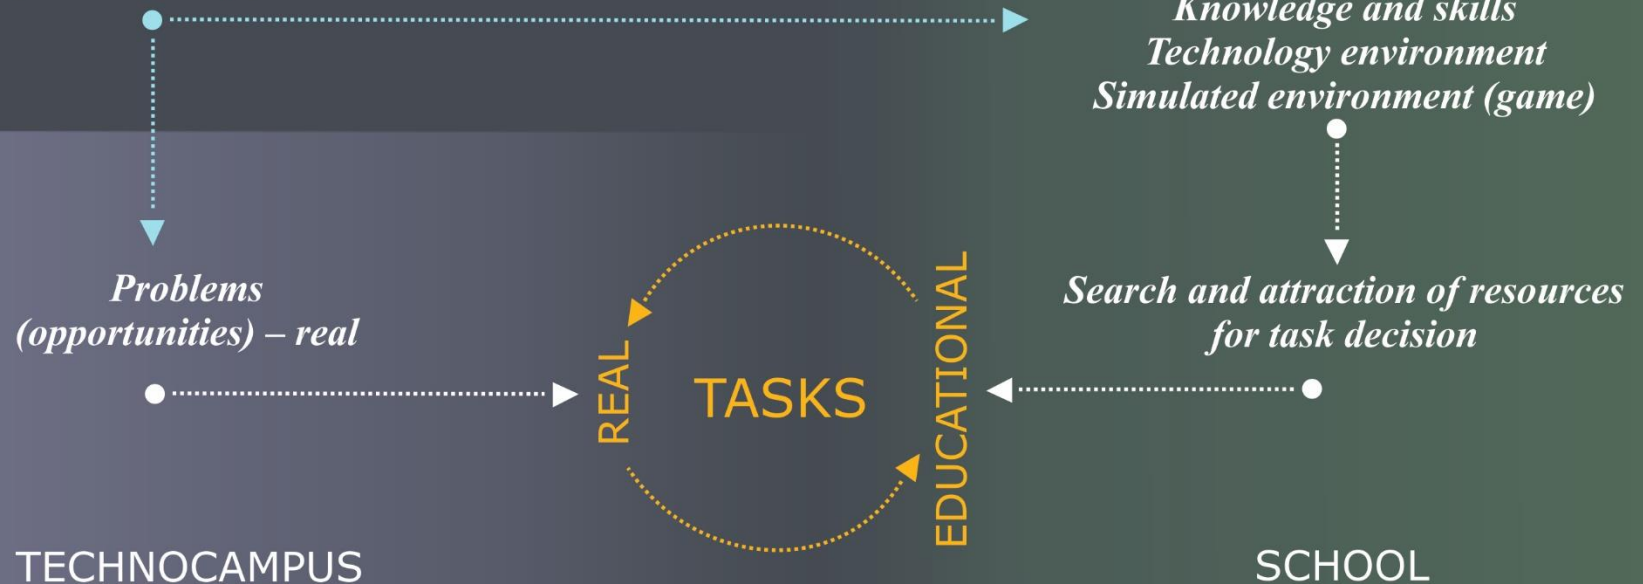 Knowledge and skills
Technology environment
Simulated environment (game)
Problems
(opportunities) – real
Search and attraction of resources
for task decision
REAL
TASKS
EDUCATIONAL
TECHNOCAMPUS
SCHOOL